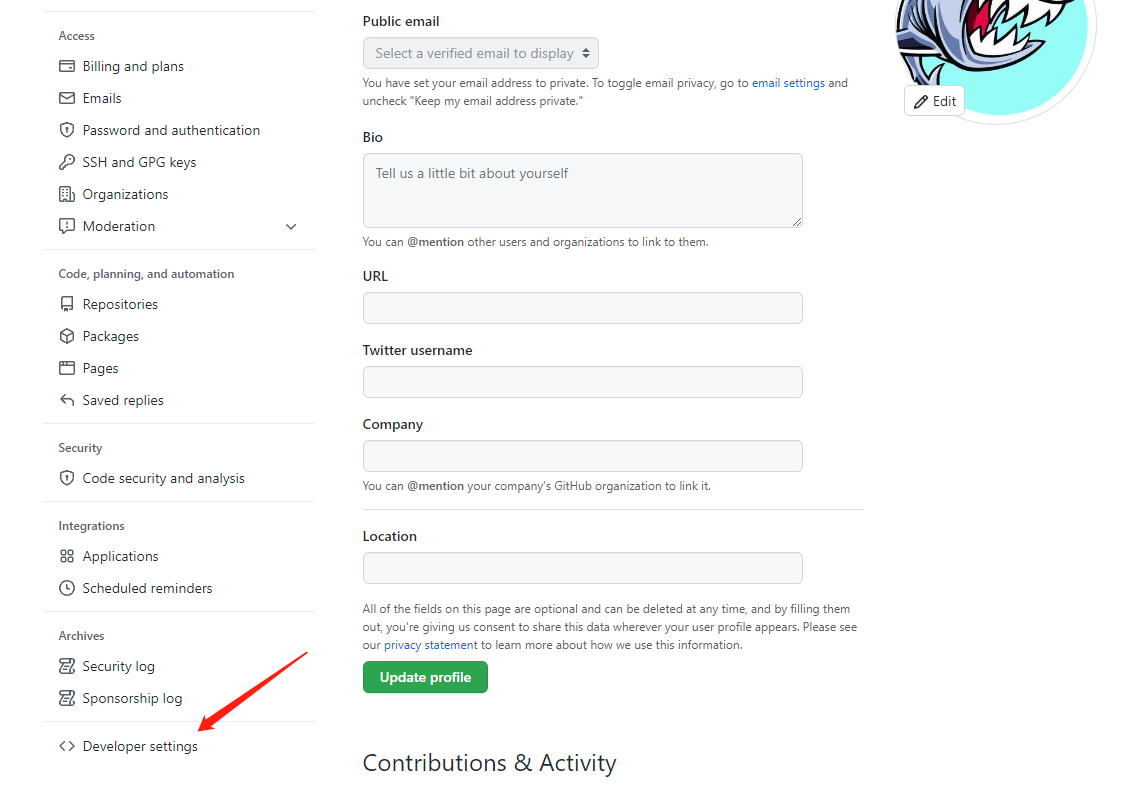 Access
Billing and plans
Emails
Password and authentication
SSH and GPG keys
Organizations
Moderation
Code, planning, and automation
Repositories
Packages
Pages
Saved replies
Security
Code security and analysis
Integrations
Applications
Scheduled reminders
Archives
Security log
Sponsorship log
Developer settings
Public email
Select a verified email to display
You have set your email address to private. To toggle email privacy, go to email settings and
uncheck "Keep my email address private."
Bio
Tell us a little bit about yourself
You can @mention other users and organizations to link to them.
URL
Twitter username
Company
You can @mention your company's GitHub organization to link it.
Location
All of the fields on this page are optional and can be deleted at any time, and by filling them
out, you're giving us consent to share this data wherever your user profile appears. Please see
our privacy statement to learn more about how we use this information.
Update profile
Contributions & Activity
Edit